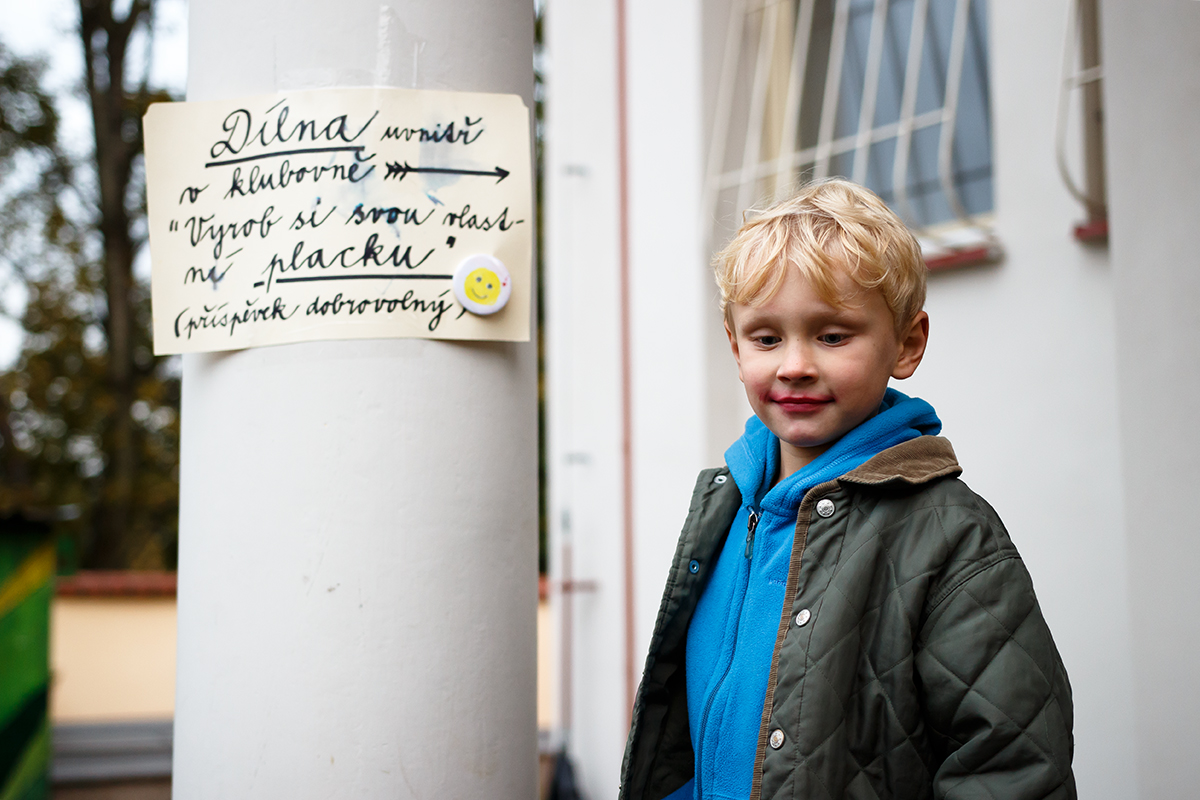 Dílna uvnitř
v klubovně
"Vyrob si svou vlast-
ní placku"
(příspěvek dobrovolný)